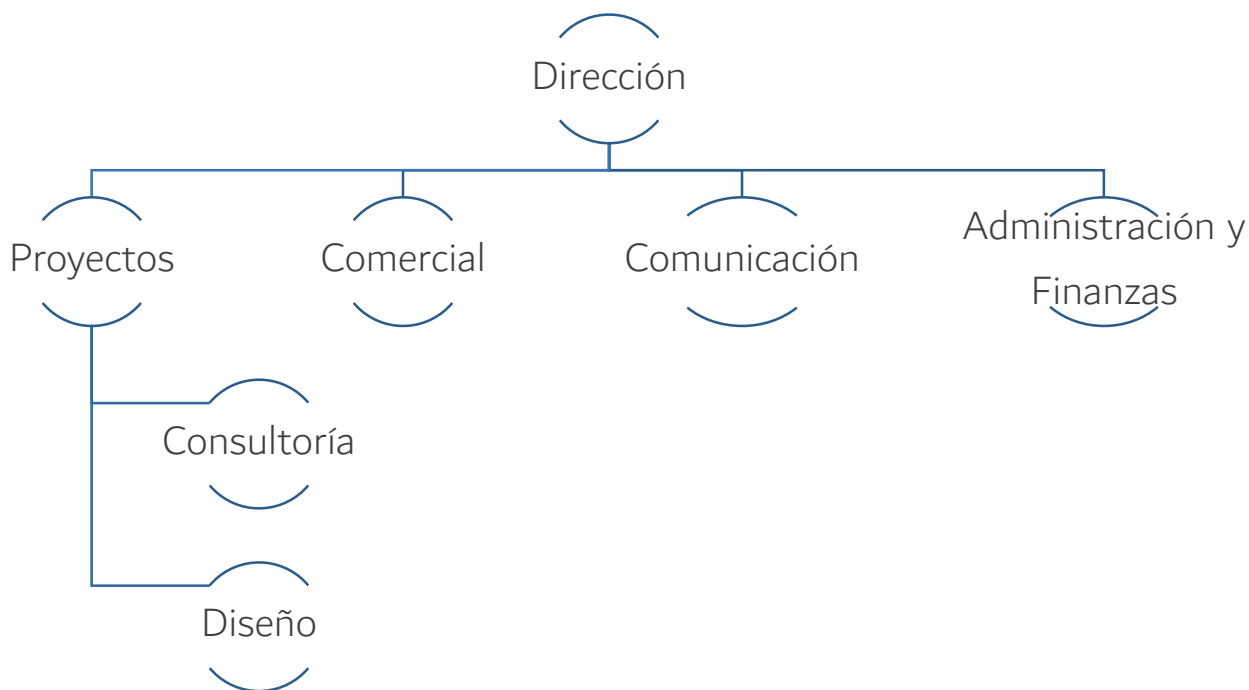 Dirección
Proyectos
Comercial
Comunicación
Administración y
Finanzas
Consultoría
Diseño